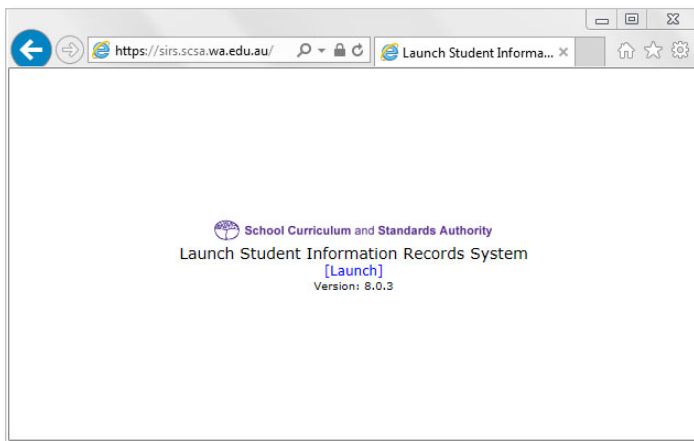 https://sirs.scsa.wa.edu.au/
Launch Student Informa...
School Curriculum and Standards Authority
Launch Student Information Records System
[Launch]
Version: 8.0.3